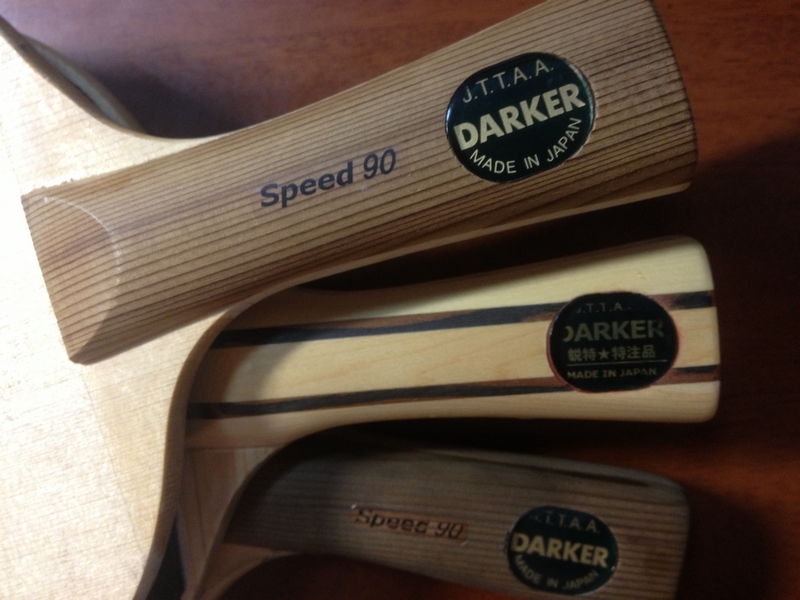 J.T.T.A.A.
DARKER
MADE IN JAPAN
Speed 90
J.T.T.A.
DARKER
鋭特★特注品
MADE IN JAPAN
Speed 90
J.T.T.A.A.
DARKER
MADE IN JAPAN